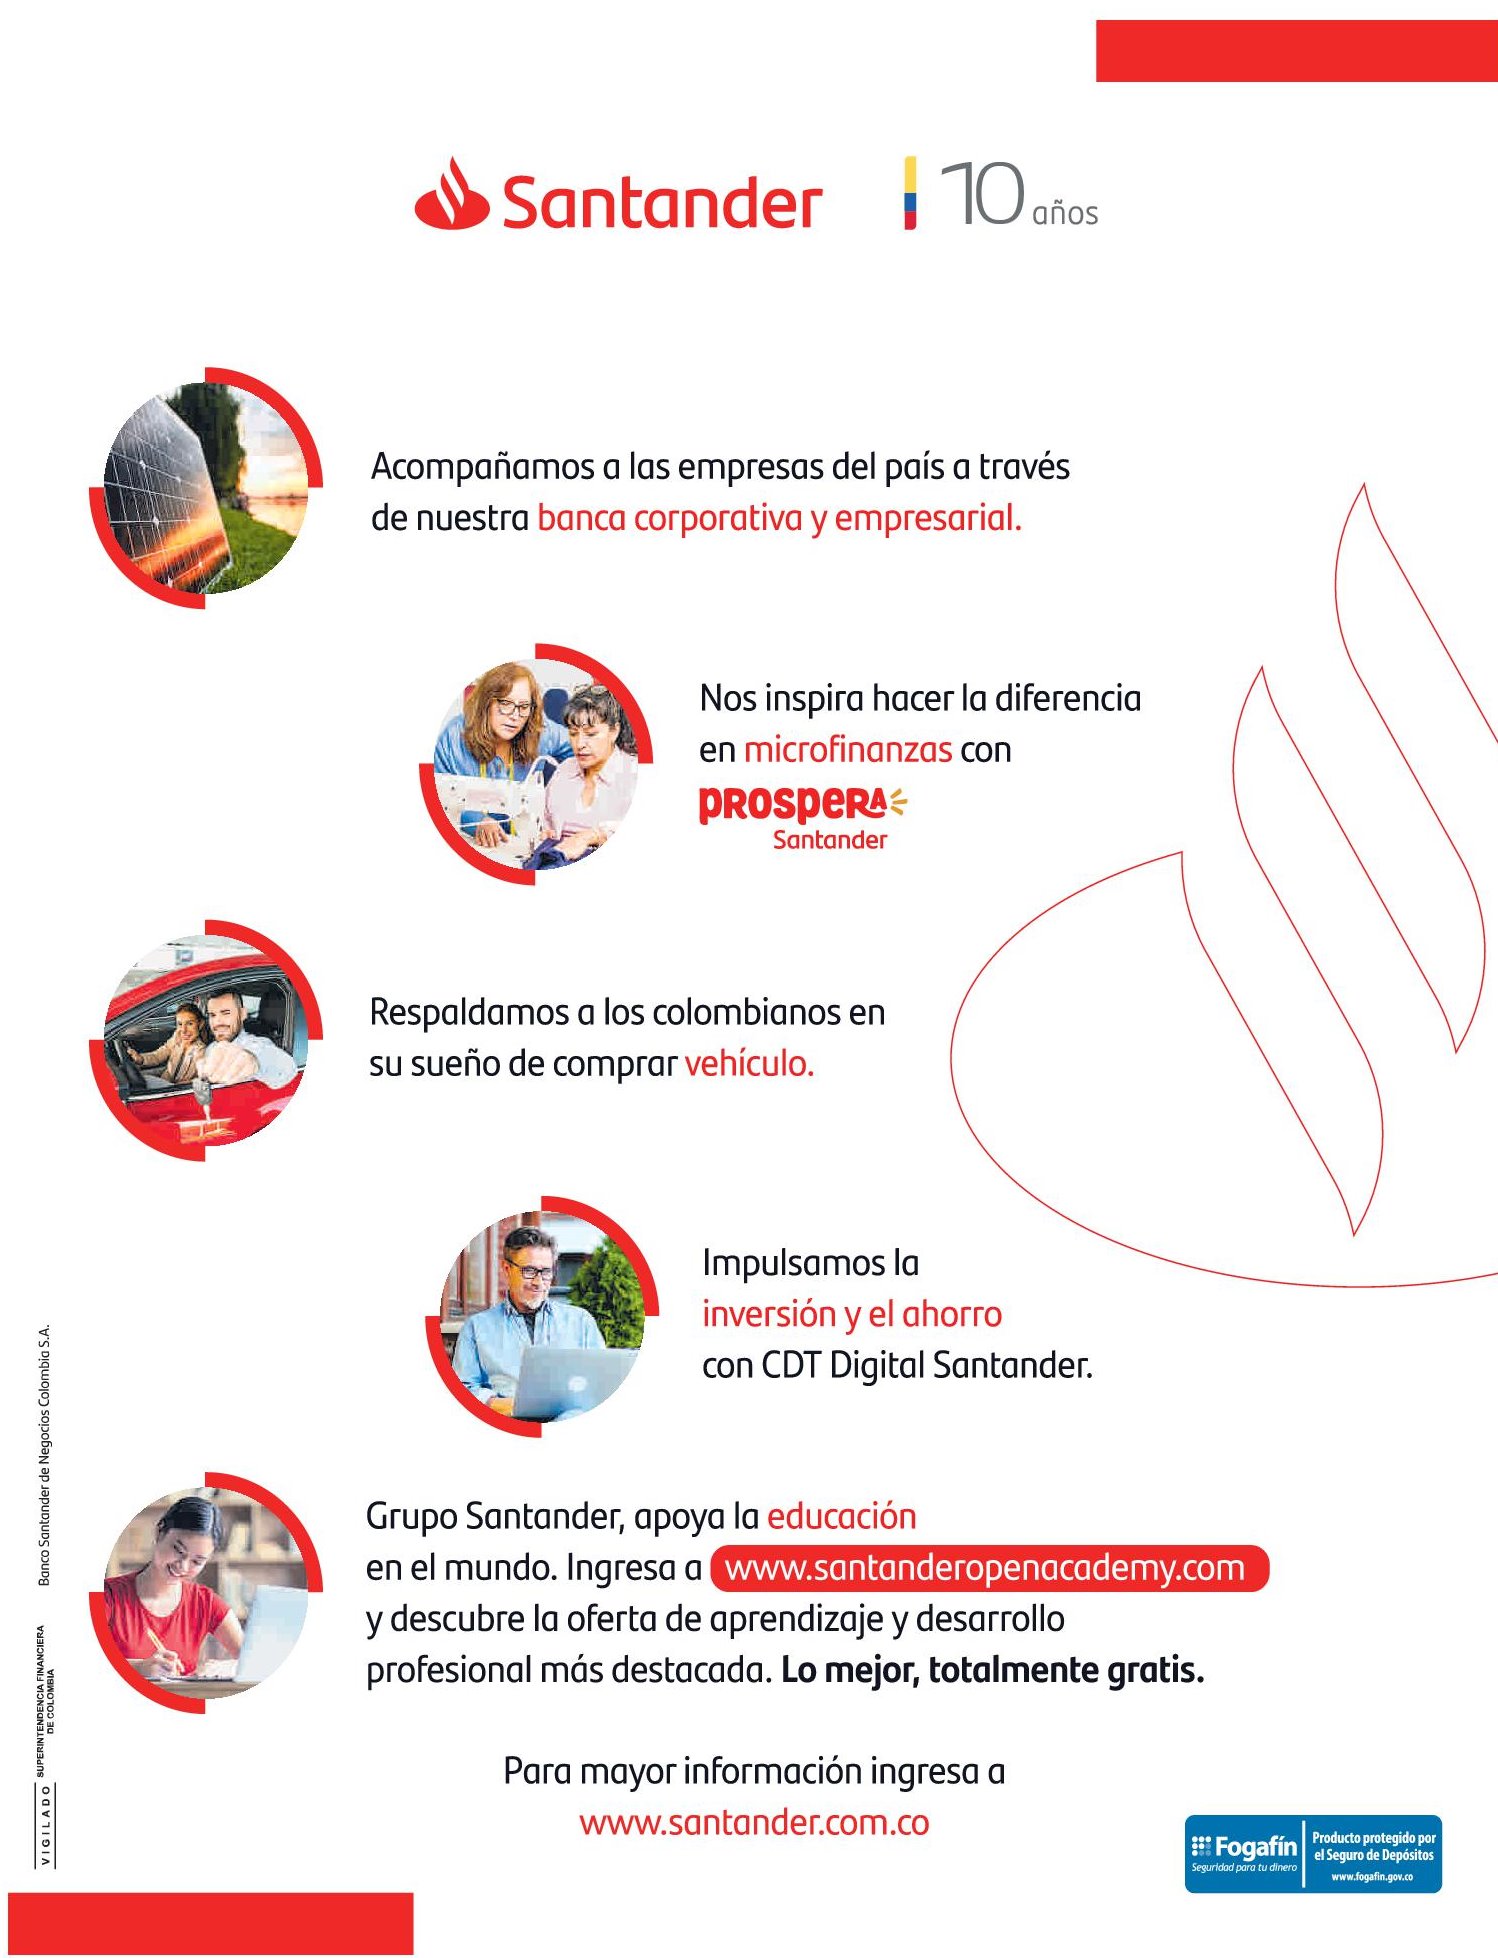 Santander
10 años
Acompañamos a las empresas del país a través
de nuestra banca corporativa y empresarial.
Nos inspira hacer la diferencia
en microfinanzas con
PROSPERA
Santander
Respaldamos a los colombianos en
su sueño de comprar vehículo.
Impulsamos la
inversión y el ahorro
con CDT Digital Santander.
Grupo Santander, apoya la educación
en el mundo. Ingresa a www.santanderopenacademy.com
y descubre la oferta de aprendizaje y desarrollo
profesional más destacada. Lo mejor, totalmente gratis.
Para mayor información ingresa a
www.santander.com.co
Fogafín
Seguridad para tu dinero
Producto protegido por
el Seguro de Depósitos
www.fogafin.gov.co
Banco Santander de Negocios Colombia S.A.
VIGILADO
SUPERINTENDENCIA FINANCIERA
DE COLOMBIA